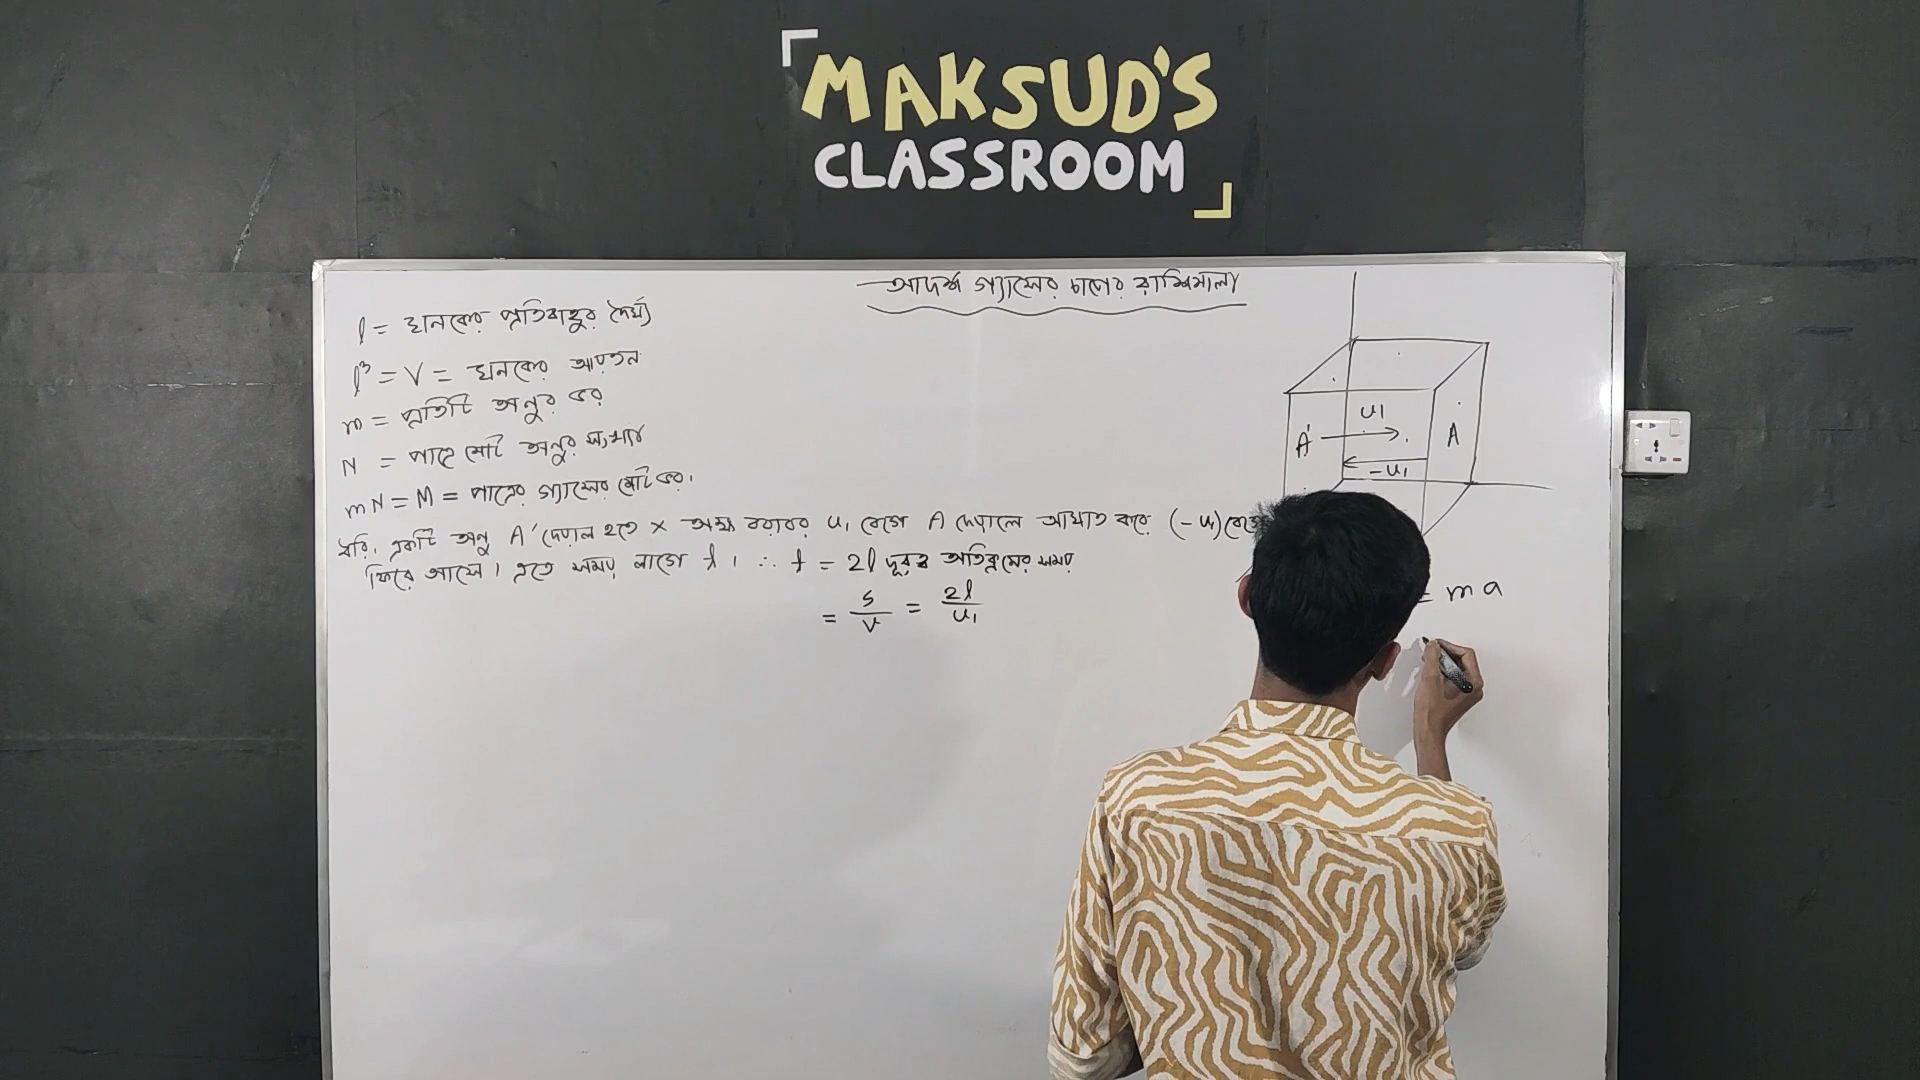 MAKSUD'S
CLASSROOM
আদর্শ গ্যাসের চাপের রাশিমালা
l = ঘনকের প্রতিবাহুর দৈর্ঘ্য
l³ = V = ঘনকের আয়তন
m = প্রতিটি অনুর ভর
N = পাত্রে মোট অনুর সংখ্যা
mN = M = পাত্রের গ্যাসের মোট ভর।
ধরি, একটি অনু A' দেয়াল হতে x অক্ষ বরাবর u₁ বেগে A দেয়ালে আঘাত করে (-u₁) বেগে
ফিরে আসে। এতে সময় লাগে t। ∴ t = 2l দূরত্ব অতিক্রমের সময়
= s/v = 2l/u₁
u₁
A'
A
-u₁
= ma